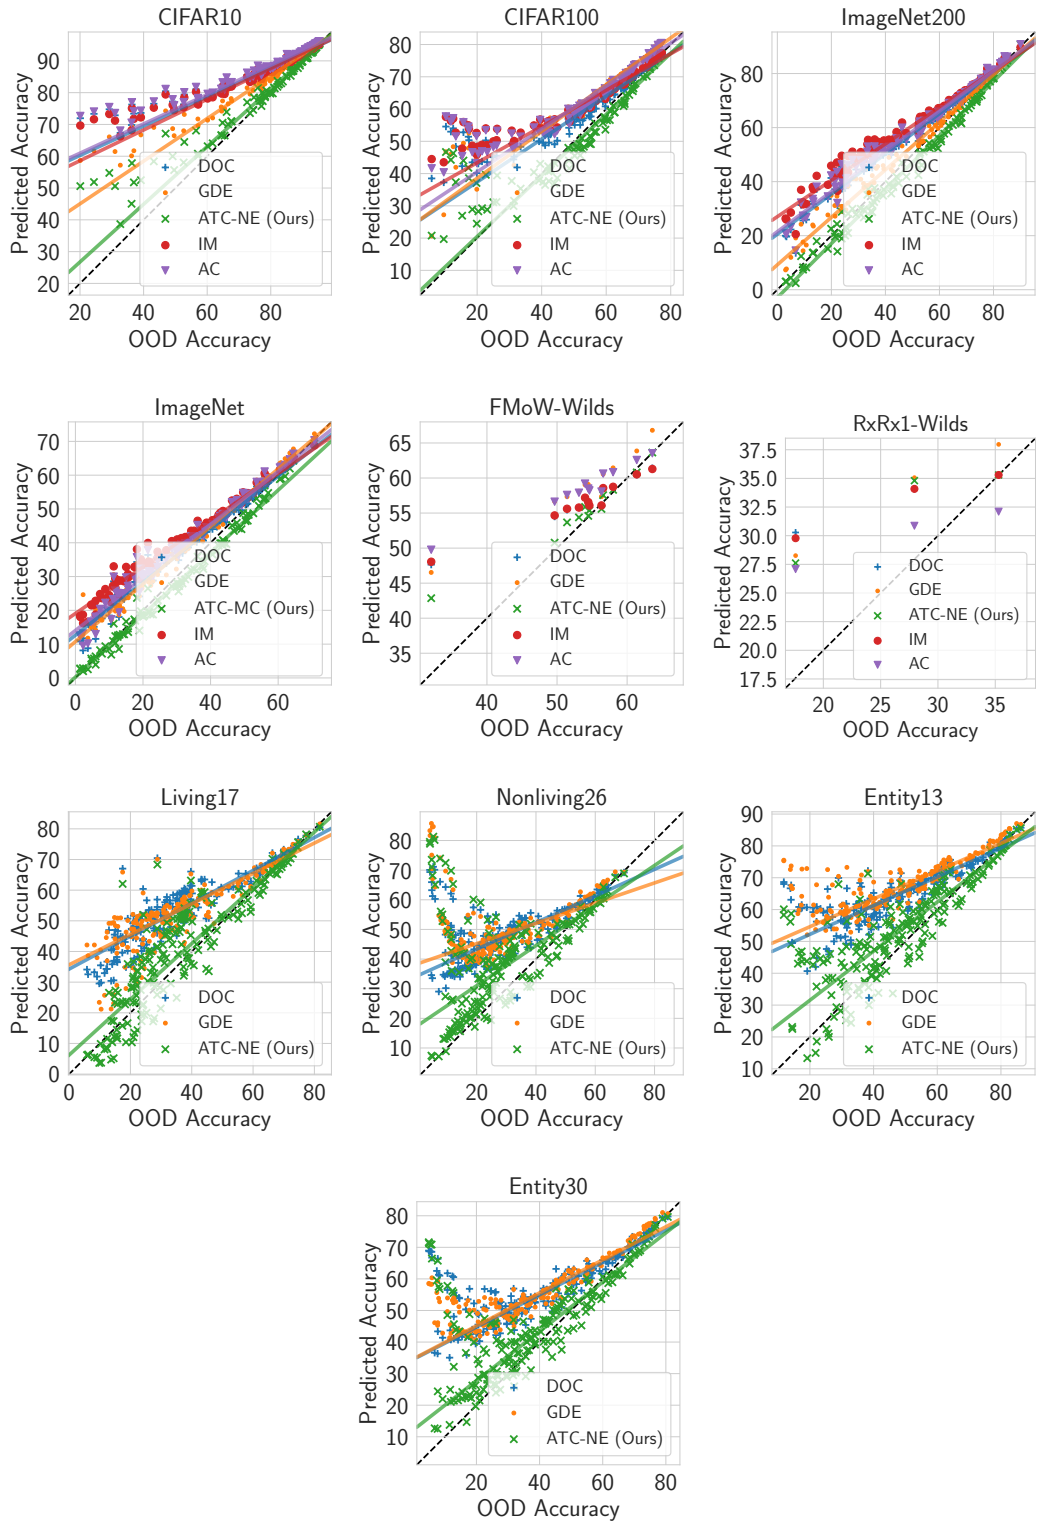 CIFAR10
Predicted Accuracy
90
80
70
60
50
40
30
20
DOC
GDE
ATC-NE (Ours)
IM
AC
20 40 60 80
OOD Accuracy
CIFAR100
Predicted Accuracy
80
70
60
50
40
30
20
10
DOC
GDE
ATC-NE (Ours)
IM
AC
20 40 60 80
OOD Accuracy
ImageNet200
Predicted Accuracy
80
60
40
20
0
DOC
GDE
ATC-NE (Ours)
IM
AC
0 20 40 60 80
OOD Accuracy
ImageNet
Predicted Accuracy
70
60
50
40
30
20
10
0
DOC
GDE
ATC-MC (Ours)
IM
AC
0 20 40 60
OOD Accuracy
FMoW-Wilds
Predicted Accuracy
65
60
55
50
45
40
35
DOC
GDE
ATC-NE (Ours)
IM
AC
40 50 60
OOD Accuracy
RxRx1-Wilds
Predicted Accuracy
37.5
35.0
32.5
30.0
27.5
25.0
22.5
20.0
17.5
DOC
GDE
ATC-NE (Ours)
IM
AC
20 25 30 35
OOD Accuracy
Living17
Predicted Accuracy
80
70
60
50
40
30
20
10
0
DOC
GDE
ATC-NE (Ours)
0 20 40 60 80
OOD Accuracy
Nonliving26
Predicted Accuracy
80
70
60
50
40
30
20
10
DOC
GDE
ATC-NE (Ours)
20 40 60 80
OOD Accuracy
Entity13
Predicted Accuracy
90
80
70
60
50
40
30
20
10
DOC
GDE
ATC-NE (Ours)
20 40 60 80
OOD Accuracy
Entity30
Predicted Accuracy
80
70
60
50
40
30
20
10
DOC
GDE
ATC-NE (Ours)
20 40 60 80
OOD Accuracy